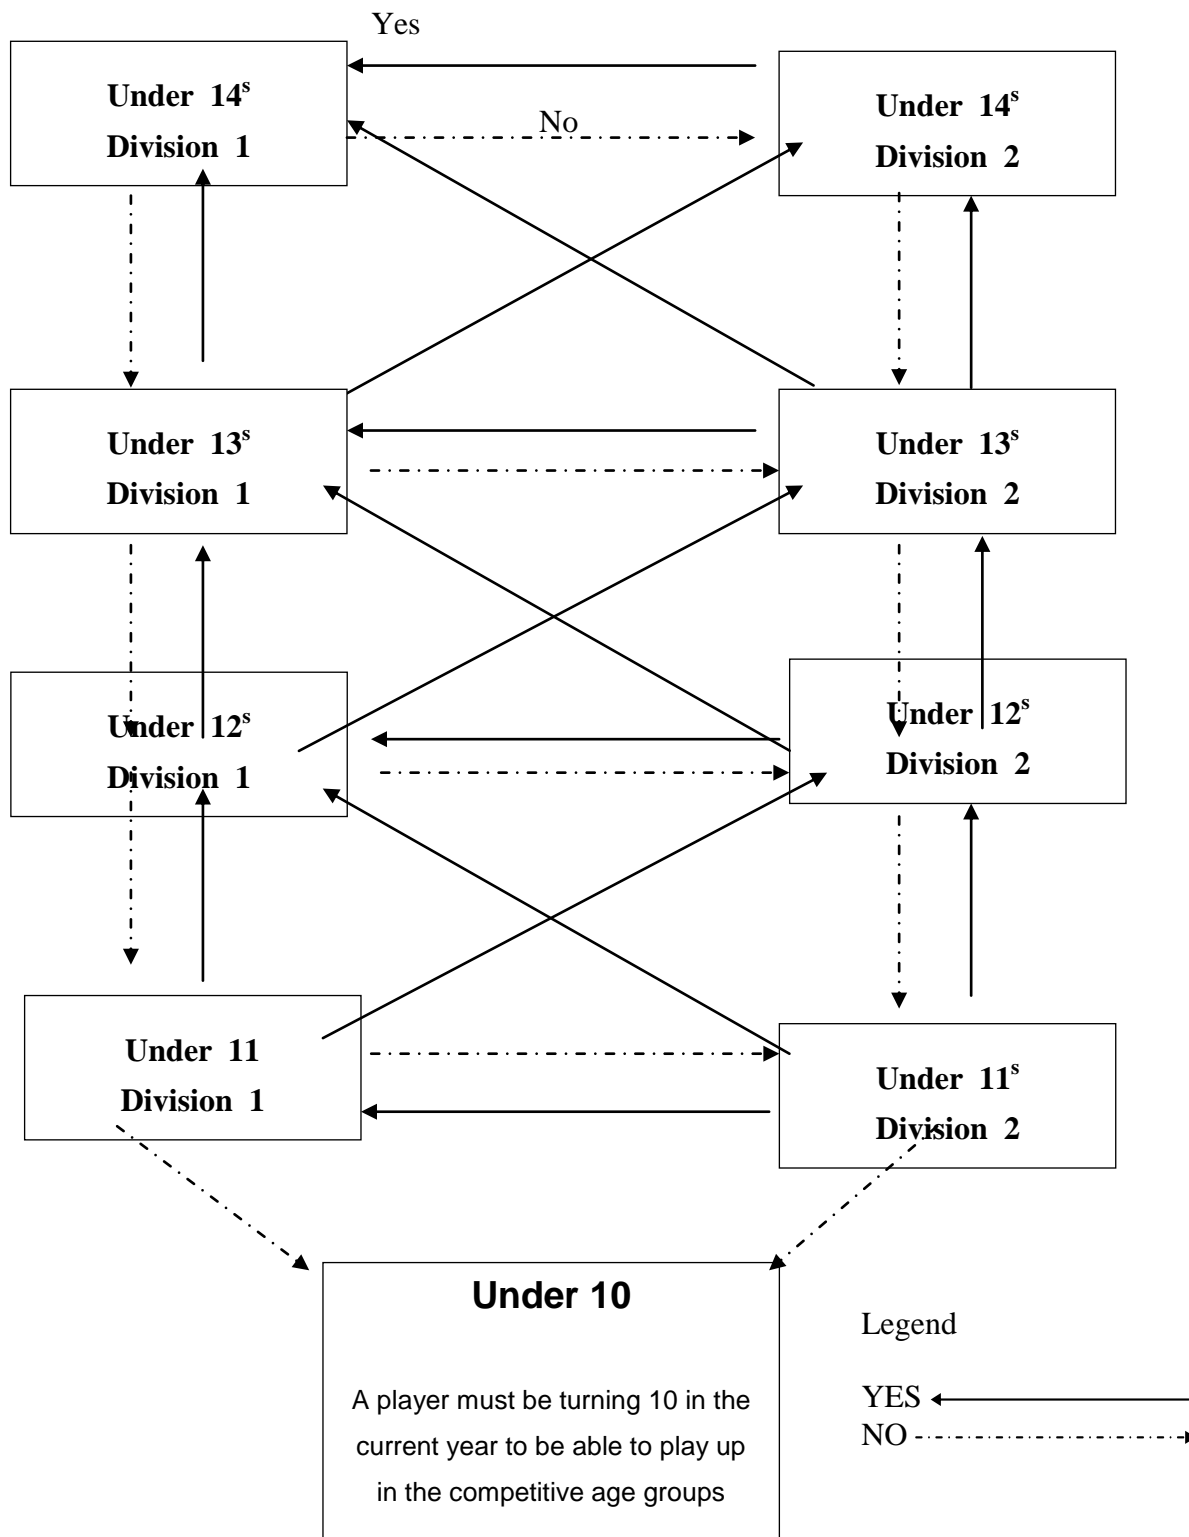 Yes
Under 14s
Division 1
Under 14s
Division 2
No
Under 13s
Division 1
Under 13s
Division 2
Under 12s
Division 1
Under 12s
Division 2
Under 11
Division 1
Under 11s
Division 2
Under 10
A player must be turning 10 in the
current year to be able to play up
in the competitive age groups
Legend
YES
NO